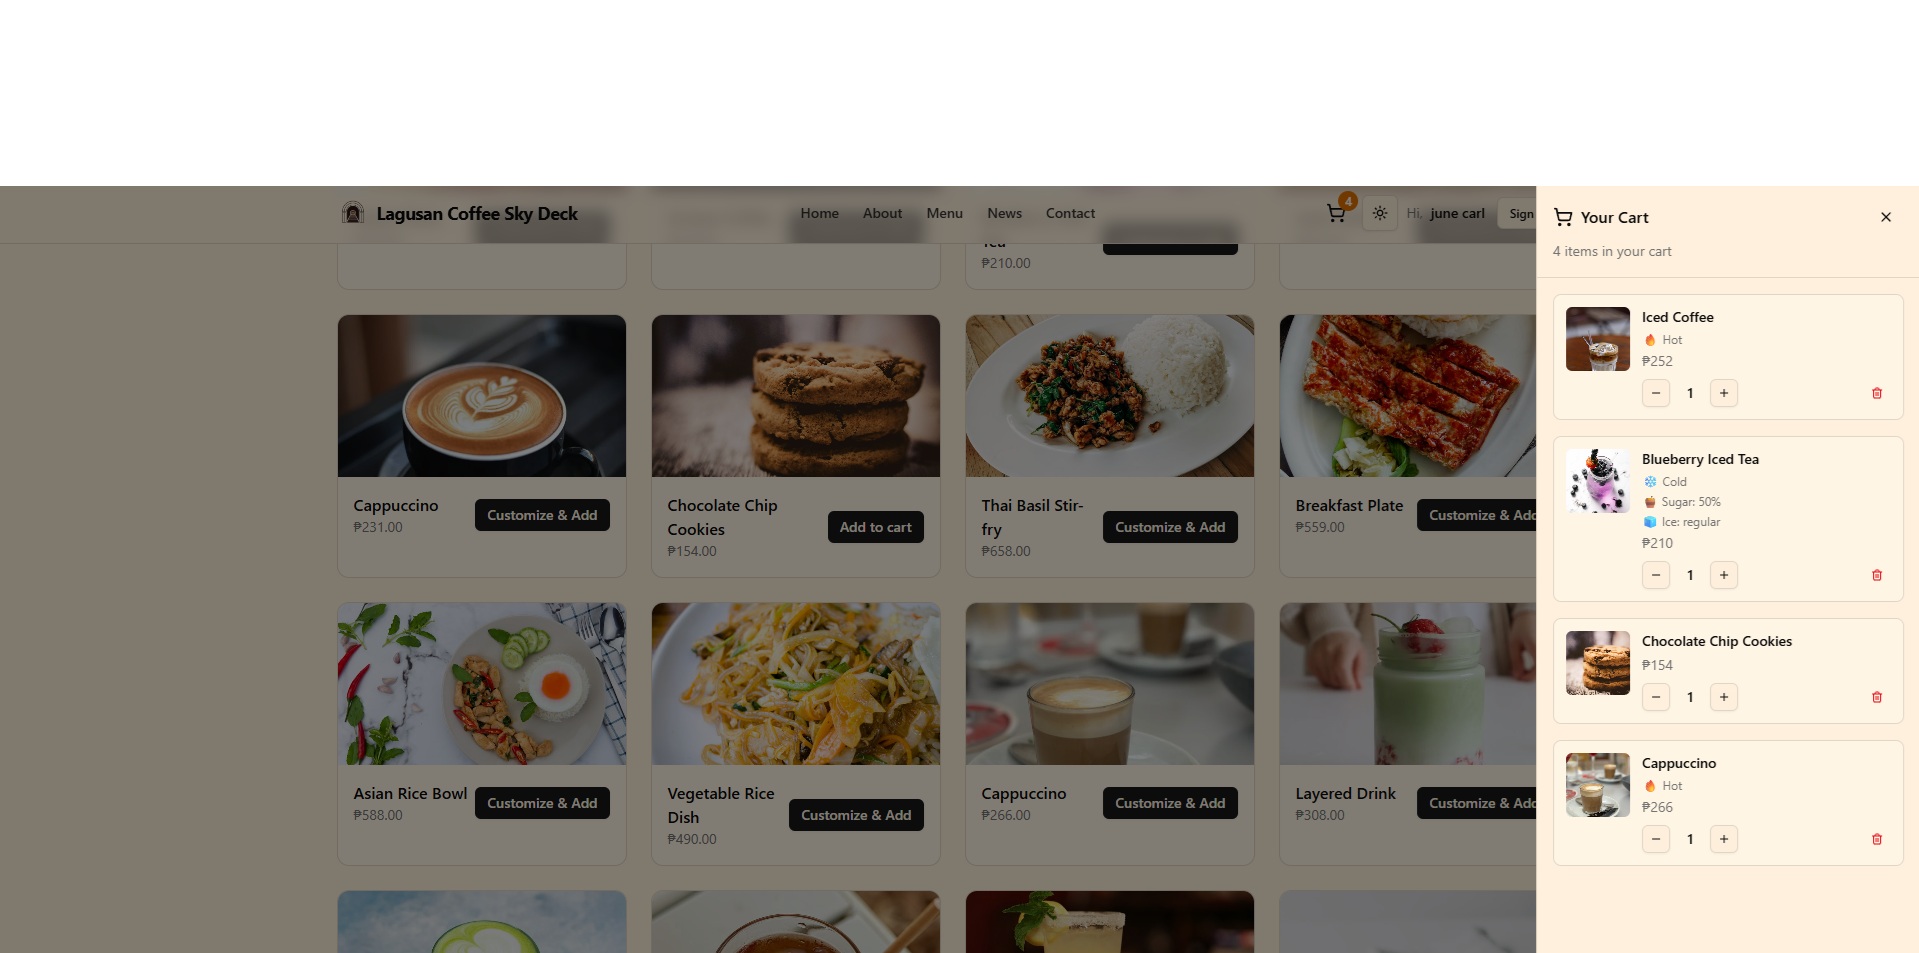 Lagusan Coffee Sky Deck
Home
About
Menu
News
Contact
4
Hi, june carl
Sign
Tea
₱210.00
Cappuccino
₱231.00
Customize & Add
Chocolate Chip
Cookies
₱154.00
Add to cart
Thai Basil Stir-
fry
₱658.00
Customize & Add
Breakfast Plate
₱559.00
Customize & Add
Asian Rice Bowl
₱588.00
Customize & Add
Vegetable Rice
Dish
₱490.00
Customize & Add
Cappuccino
₱266.00
Customize & Add
Layered Drink
₱308.00
Customize & Add
Your Cart
4 items in your cart
Iced Coffee
Hot
₱252
1
Blueberry Iced Tea
Cold
Sugar: 50%
Ice: regular
₱210
1
Chocolate Chip Cookies
₱154
1
Cappuccino
Hot
₱266
1